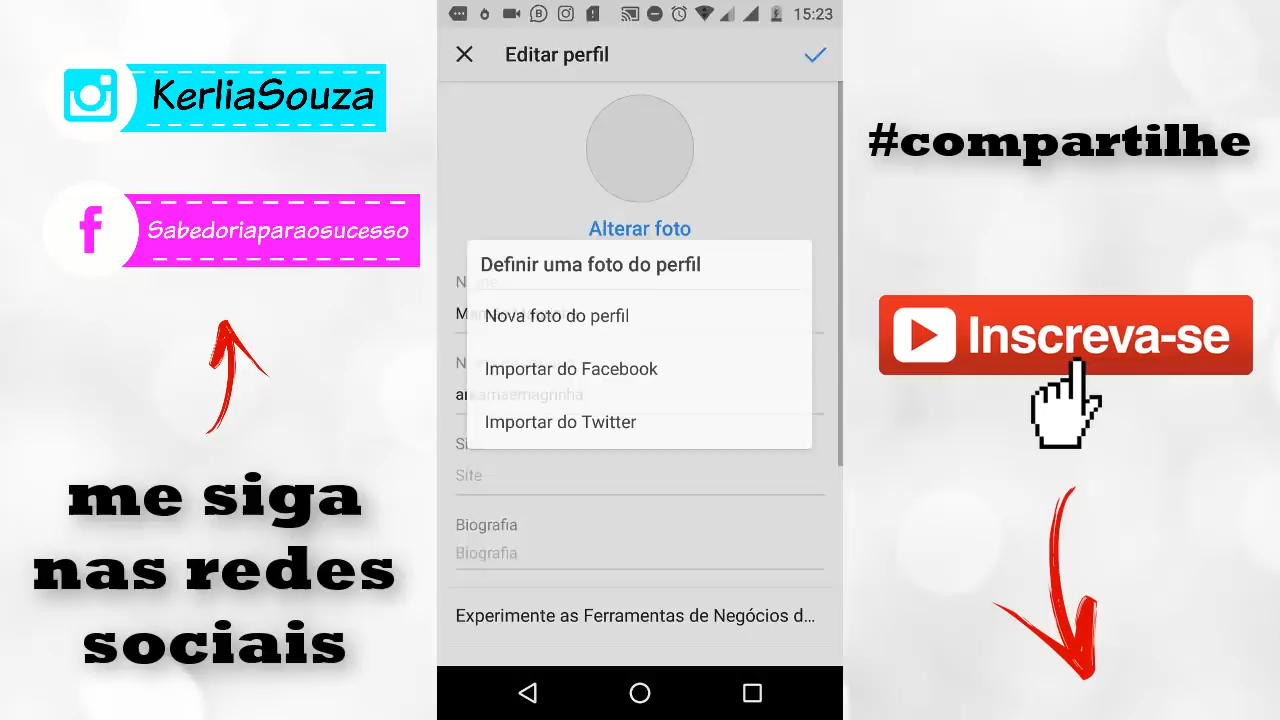 KerliaSouza
Sabedoriaparaosucesso
me siga
nas redes
sociais
15:23
Editar perfil
Alterar foto
Definir uma foto do perfil
Nova foto do perfil
Importar do Facebook
Importar do Twitter
Site
Biografia
Biografia
Experimente as Ferramentas de Negócios d...
#compartilhe
Inscreva-se